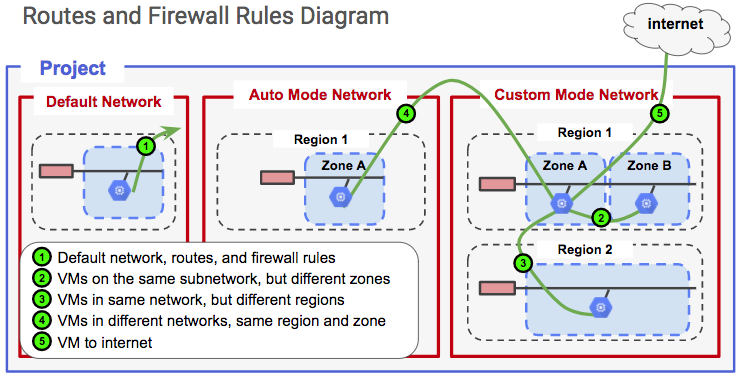 Routes and Firewall Rules Diagram
internet
Project
Default Network
Auto Mode Network
Custom Mode Network
1
4
5
Region 1
Zone A
Region 1
Zone A
Zone B
2
Region 2
3
1 Default network, routes, and firewall rules
2 VMs on the same subnetwork, but different zones
3 VMs in same network, but different regions
4 VMs in different networks, same region and zone
5 VM to internet